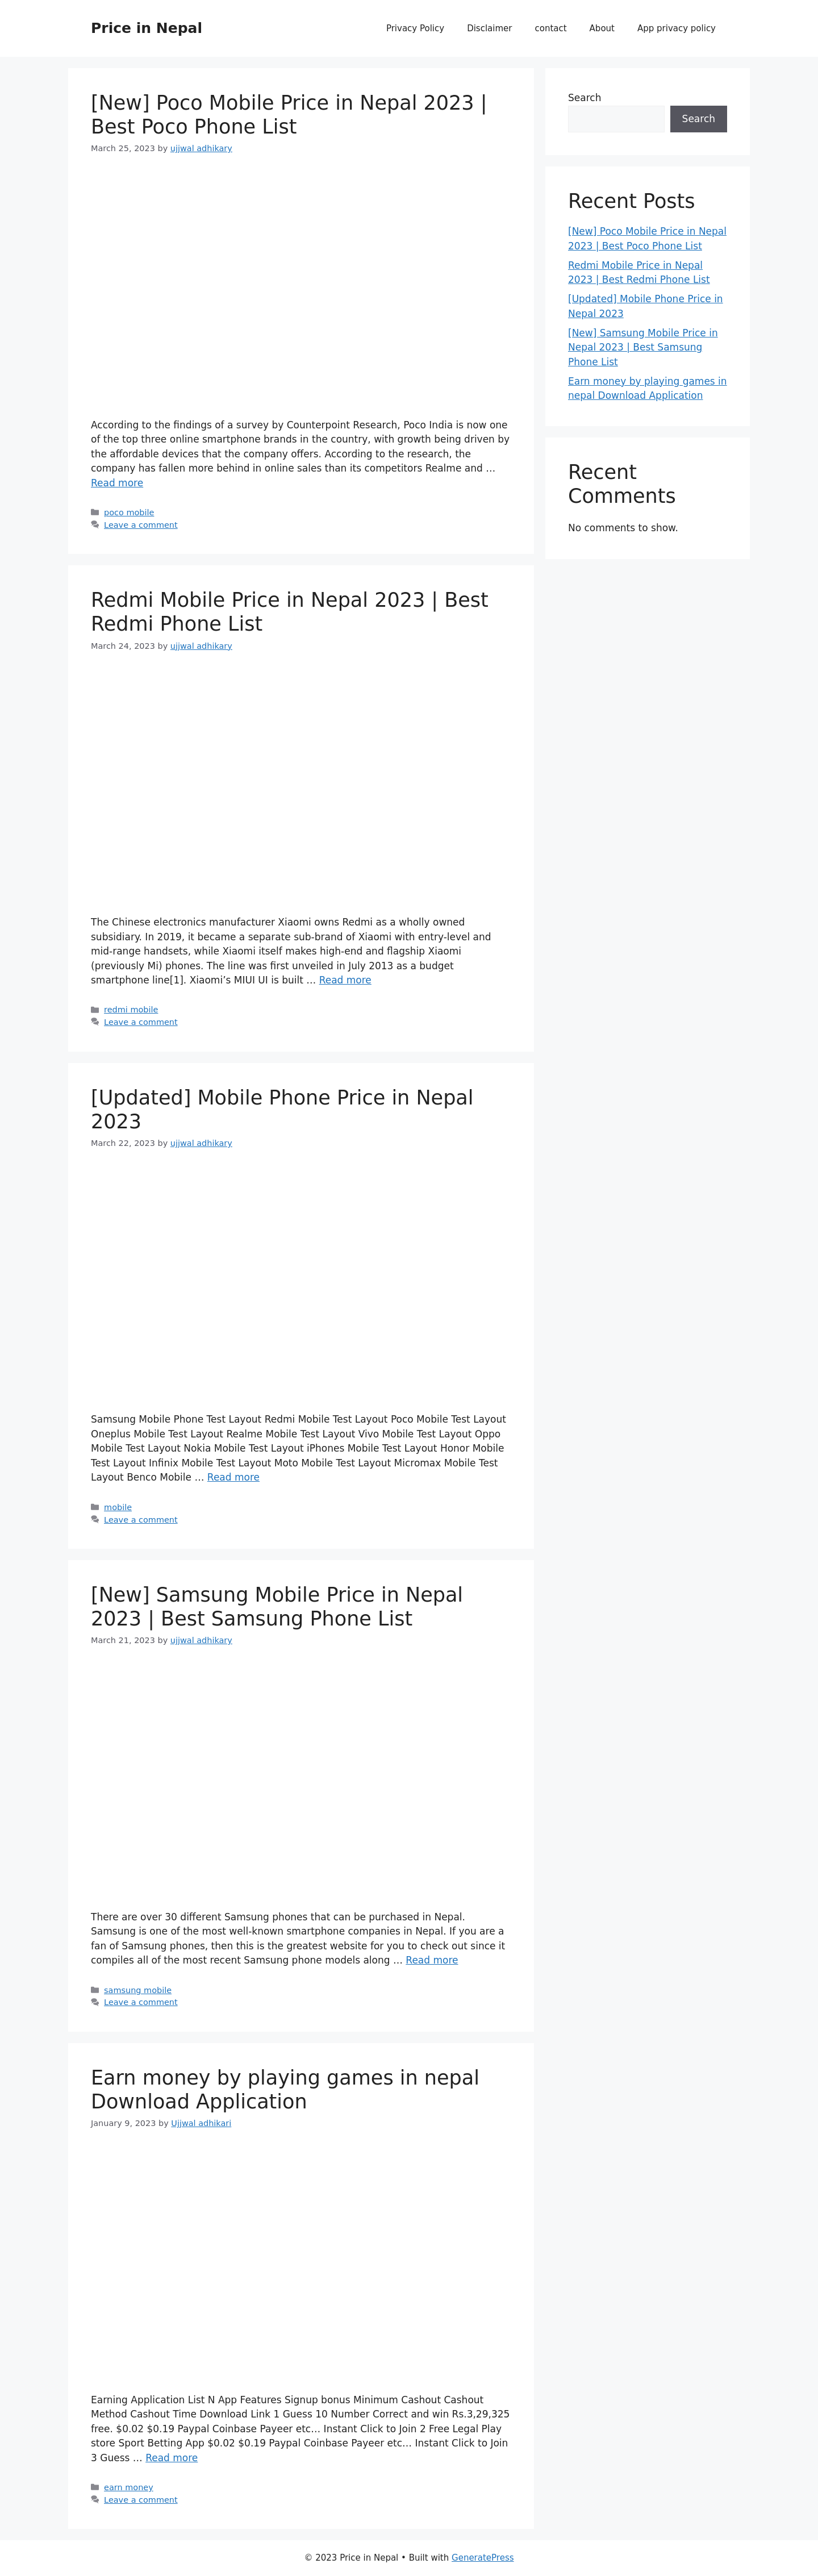 Price in Nepal
Privacy Policy
Disclaimer
contact
About
App privacy policy
[New] Poco Mobile Price in Nepal 2023 |
Best Poco Phone List
March 25, 2023 by ujjwal adhikary
According to the findings of a survey by Counterpoint Research, Poco India is now one
of the top three online smartphone brands in the country, with growth being driven by
the affordable devices that the company offers. According to the research, the
company has fallen more behind in online sales than its competitors Realme and …
Read more
poco mobile
Leave a comment
Redmi Mobile Price in Nepal 2023 | Best
Redmi Phone List
March 24, 2023 by ujjwal adhikary
The Chinese electronics manufacturer Xiaomi owns Redmi as a wholly owned
subsidiary. In 2019, it became a separate sub-brand of Xiaomi with entry-level and
mid-range handsets, while Xiaomi itself makes high-end and flagship Xiaomi
(previously Mi) phones. The line was first unveiled in July 2013 as a budget
smartphone line[1]. Xiaomi’s MIUI UI is built … Read more
redmi mobile
Leave a comment
[Updated] Mobile Phone Price in Nepal
2023
March 22, 2023 by ujjwal adhikary
Samsung Mobile Phone Test Layout Redmi Mobile Test Layout Poco Mobile Test Layout
Oneplus Mobile Test Layout Realme Mobile Test Layout Vivo Mobile Test Layout Oppo
Mobile Test Layout Nokia Mobile Test Layout iPhones Mobile Test Layout Honor Mobile
Test Layout Infinix Mobile Test Layout Moto Mobile Test Layout Micromax Mobile Test
Layout Benco Mobile … Read more
mobile
Leave a comment
[New] Samsung Mobile Price in Nepal
2023 | Best Samsung Phone List
March 21, 2023 by ujjwal adhikary
There are over 30 different Samsung phones that can be purchased in Nepal.
Samsung is one of the most well-known smartphone companies in Nepal. If you are a
fan of Samsung phones, then this is the greatest website for you to check out since it
compiles all of the most recent Samsung phone models along … Read more
samsung mobile
Leave a comment
Earn money by playing games in nepal
Download Application
January 9, 2023 by Ujjwal adhikari
Earning Application List N App Features Signup bonus Minimum Cashout Cashout
Method Cashout Time Download Link 1 Guess 10 Number Correct and win Rs.3,29,325
free. $0.02 $0.19 Paypal Coinbase Payeer etc… Instant Click to Join 2 Free Legal Play
store Sport Betting App $0.02 $0.19 Paypal Coinbase Payeer etc… Instant Click to Join
3 Guess … Read more
earn money
Leave a comment
Search
Search
Recent Posts
[New] Poco Mobile Price in Nepal
2023 | Best Poco Phone List
Redmi Mobile Price in Nepal
2023 | Best Redmi Phone List
[Updated] Mobile Phone Price in
Nepal 2023
[New] Samsung Mobile Price in
Nepal 2023 | Best Samsung
Phone List
Earn money by playing games in
nepal Download Application
Recent
Comments
No comments to show.
© 2023 Price in Nepal • Built with GeneratePress